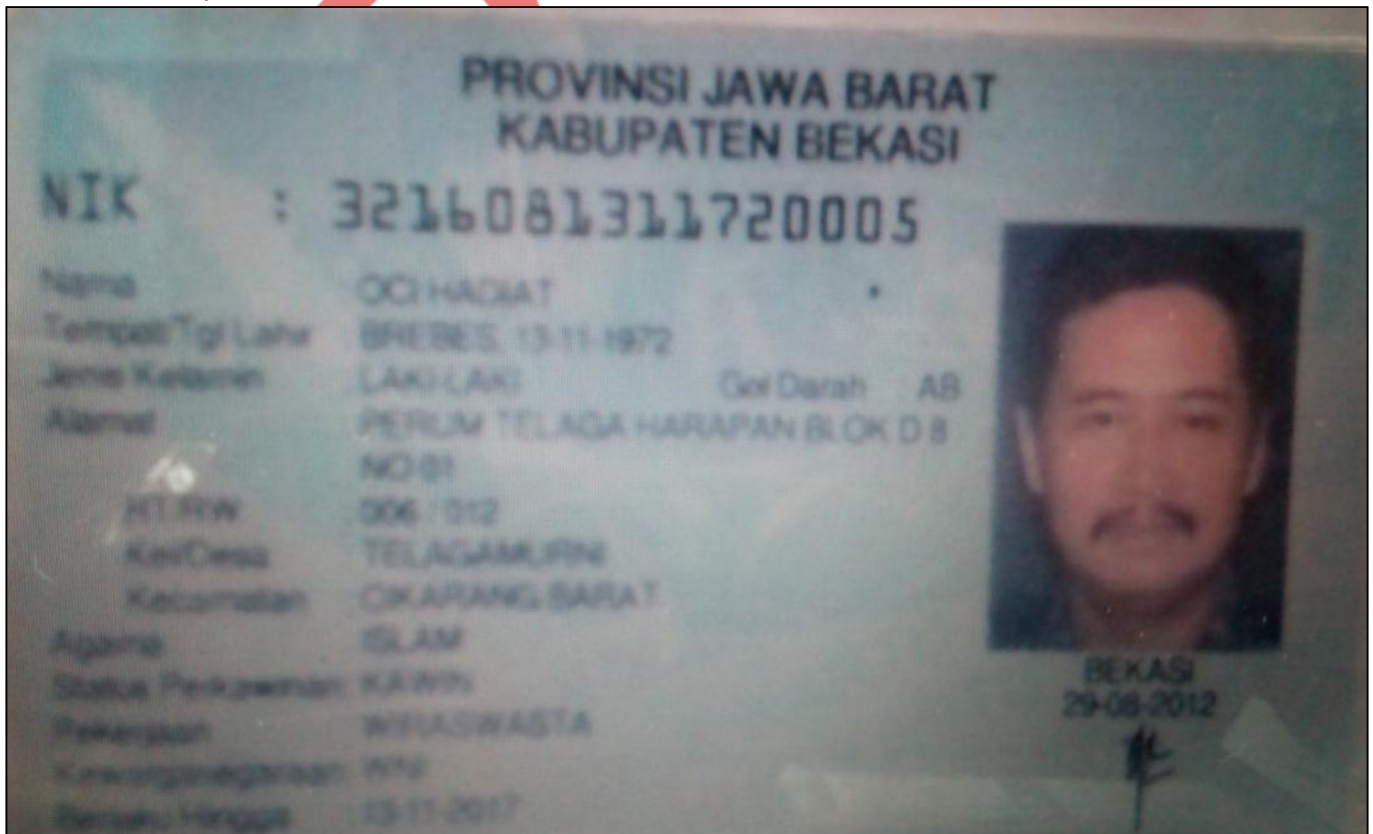 PROVINSI JAWA BARAT
KABUPATEN BEKASI
NIK : 3216081311720005
Nama OCI HADIAT
Tempat/Tgl Lahir BREBES, 13-11-1972
Jenis Kelamin LAKI-LAKI Gol Darah AB
Alamat PERUM TELAGA HARAPAN BLOK D 8
NO 01
RT/RW 006 / 012
Kel/Desa TELAGAMURNI
Kecamatan CIKARANG BARAT
Agama ISLAM
Status Perkawinan: KAWIN
Pekerjaan WIRASWASTA
Kewarganegaraan: WNI
Berlaku Hingga 13-11-2017
BEKASI
29-08-2012